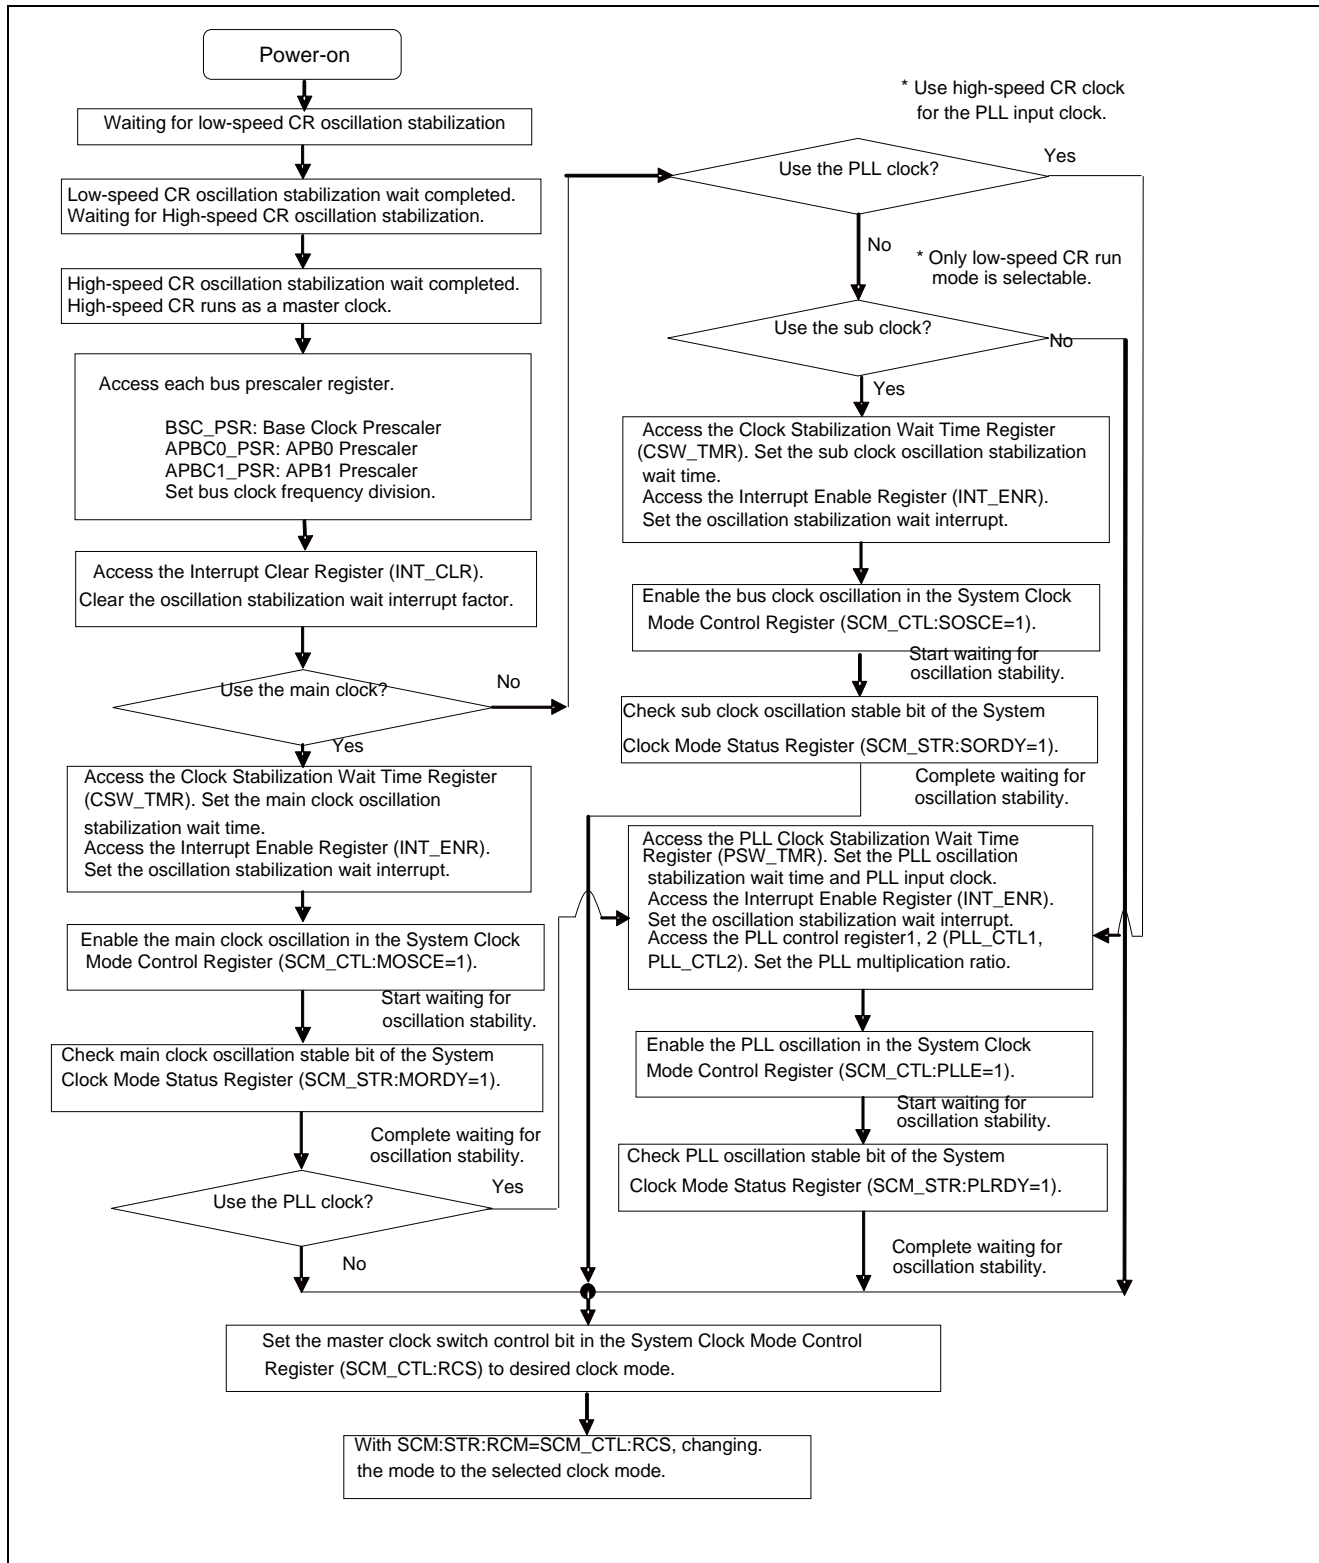 Power-on
Waiting for low-speed CR oscillation stabilization
Low-speed CR oscillation stabilization wait completed.
Waiting for High-speed CR oscillation stabilization.
High-speed CR oscillation stabilization wait completed.
High-speed CR runs as a master clock.
Access each bus prescaler register.
BSC_PSR: Base Clock Prescaler
APBC0_PSR: APB0 Prescaler
APBC1_PSR: APB1 Prescaler
Set bus clock frequency division.
Access the Interrupt Clear Register (INT_CLR).
Clear the oscillation stabilization wait interrupt factor.
Use the main clock?
No
Yes
Access the Clock Stabilization Wait Time Register
(CSW_TMR). Set the main clock oscillation
stabilization wait time.
Access the Interrupt Enable Register (INT_ENR).
Set the oscillation stabilization wait interrupt.
Enable the main clock oscillation in the System Clock
Mode Control Register (SCM_CTL:MOSCE=1).
Start waiting for
oscillation stability.
Check main clock oscillation stable bit of the System
Clock Mode Status Register (SCM_STR:MORDY=1).
Complete waiting for
oscillation stability.
Use the PLL clock?
Yes
No
* Use high-speed CR clock
for the PLL input clock.
Use the PLL clock?
Yes
No
* Only low-speed CR run
mode is selectable.
Use the sub clock?
No
Yes
Access the Clock Stabilization Wait Time Register
(CSW_TMR). Set the sub clock oscillation stabilization
wait time.
Access the Interrupt Enable Register (INT_ENR).
Set the oscillation stabilization wait interrupt.
Enable the bus clock oscillation in the System Clock
Mode Control Register (SCM_CTL:SOSCE=1).
Start waiting for
oscillation stability.
Check sub clock oscillation stable bit of the System
Clock Mode Status Register (SCM_STR:SORDY=1).
Complete waiting for
oscillation stability.
Access the PLL Clock Stabilization Wait Time
Register (PSW_TMR). Set the PLL oscillation
stabilization wait time and PLL input clock.
Access the Interrupt Enable Register (INT_ENR).
Set the oscillation stabilization wait interrupt.
Access the PLL control register1, 2 (PLL_CTL1,
PLL_CTL2). Set the PLL multiplication ratio.
Enable the PLL oscillation in the System Clock
Mode Control Register (SCM_CTL:PLLE=1).
Start waiting for
oscillation stability.
Check PLL oscillation stable bit of the System
Clock Mode Status Register (SCM_STR:PLRDY=1).
Complete waiting for
oscillation stability.
Set the master clock switch control bit in the System Clock Mode Control
Register (SCM_CTL:RCS) to desired clock mode.
With SCM:STR:RCM=SCM_CTL:RCS, changing.
the mode to the selected clock mode.